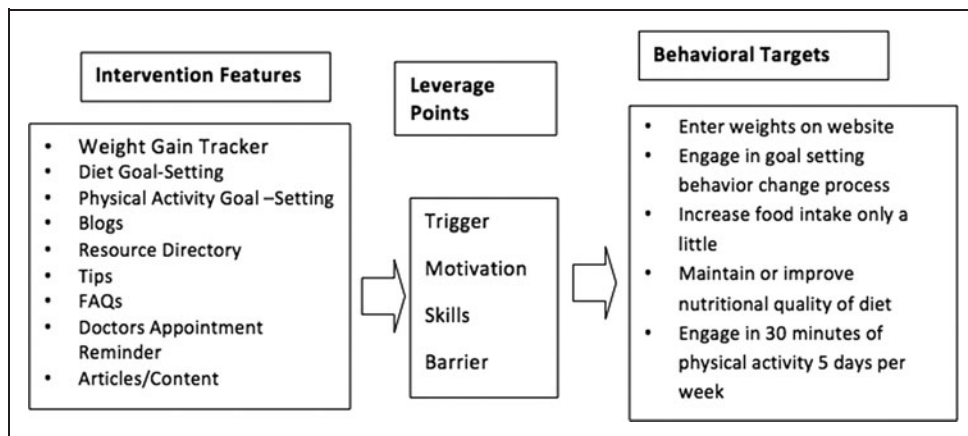 Intervention Features
• Weight Gain Tracker
• Diet Goal-Setting
• Physical Activity Goal –Setting
• Blogs
• Resource Directory
• Tips
• FAQs
• Doctors Appointment
Reminder
• Articles/Content
Leverage
Points
Trigger
Motivation
Skills
Barrier
Behavioral Targets
• Enter weights on website
• Engage in goal setting
behavior change process
• Increase food intake only a
little
• Maintain or improve
nutritional quality of diet
• Engage in 30 minutes of
physical activity 5 days per
week